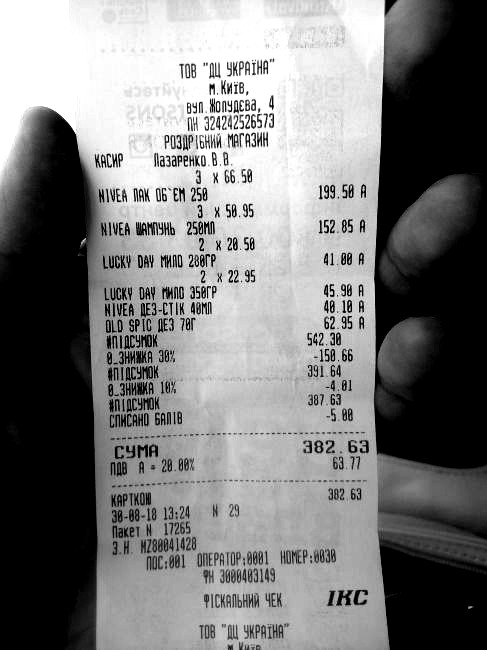 ТОВ "ДЦ УКРАЇНА"
м.Київ,
вул.Жолудєва, 4
ПН 324242526573
РОЗДРІБНИЙ МАГАЗИН
КАСИР Лазаренко.В.В.
3 x 66.50
NIVEA ЛАК ОБ`ЄМ 250 199.50 А
3 x 50.95
NIVEA ШАМПУНЬ 250МЛ 152.85 А
2 x 20.50
LUCKY DAY МИЛО 280ГР 41.00 А
2 x 22.95
LUCKY DAY МИЛО 350ГР 45.90 А
NIVEA ДЕЗ-СТІК 40МЛ 40.10 А
OLD SPIC ДЕЗ 70Г 62.95 А
#ПІДСУМОК 542.30
0_ЗНИЖКА 30% -150.66
#ПІДСУМОК 391.64
0_ЗНИЖКА 10% -4.01
#ПІДСУМОК 387.63
СПИСАНО БАЛІВ -5.00
СУМА 382.63
ПДВ А = 20.00% 63.77
КАРТКОЮ 382.63
30-08-18 13:24 N 29
Пакет N 17265
З.Н. MZ80041428
ПОС:001 ОПЕРАТОР:0001 НОМЕР:0030
ФН 3000403149
ФІСКАЛЬНИЙ ЧЕК ІКС
ТОВ "ДЦ УКРАЇНА"
м.Київ